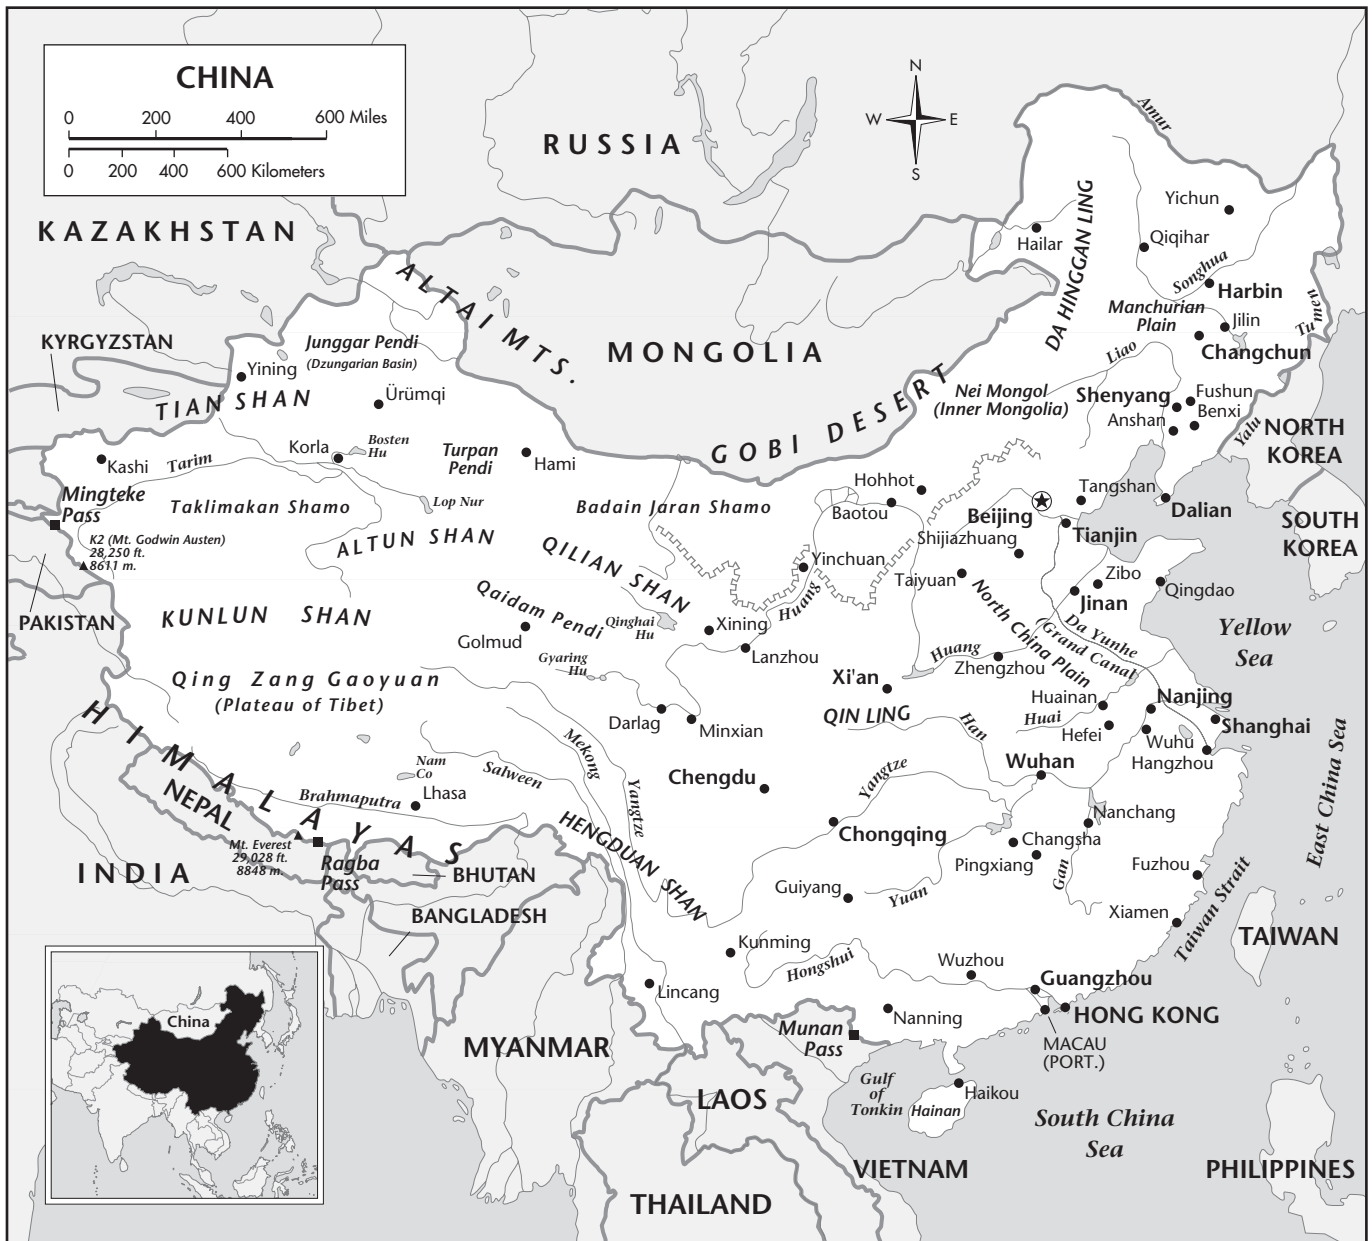 CHINA
0 200 400 600 Miles
0 200 400 600 Kilometers
N
W E
S
RUSSIA
KAZAKHSTAN
KYRGYZSTAN
MONGOLIA
ALTAI MTS.
Junggar Pendi
(Dzungarian Basin)
Yining
Ürümqi
TIAN SHAN
Korla
Bosten
Hu
Turpan
Pendi
Hami
Kashi
Tarim
Mingteke
Pass
Taklimakan Shamo
Lop Nur
K2 (Mt. Godwin Austen)
28,250 ft.
8611 m.
PAKISTAN
ALTUN SHAN
KUNLUN SHAN
QILIAN SHAN
Badain Jaran Shamo
GOBI DESERT
Qaidam Pendi
Golmud
Qinghai
Hu
Xining
Lanzhou
Gyaring
Hu
Qing Zang Gaoyuan
(Plateau of Tibet)
Darlag
Minxian
HIMALAYAS
NEPAL
Nam
Co
Lhasa
Brahmaputra
Salween
Mekong
Yangtze
Mt. Everest
29,028 ft.
8848 m.
Ragba
Pass
INDIA
BHUTAN
BANGLADESH
HENGDUAN SHAN
Amur
Yichun
Hailar
Qiqihar
DA HINGGAN LING
Songhua
Harbin
Manchurian
Plain
Jilin
Tumen
Changchun
Liao
Nei Mongol
(Inner Mongolia)
Shenyang
Fushun
Benxi
Anshan
Yalu
NORTH
KOREA
SOUTH
KOREA
Hohhot
Baotou
Beijing
Tangshan
Dalian
Tianjin
Shijiazhuang
Yinchuan
Huang
Taiyuan
Zibo
Qingdao
Jinan
North China Plain
Da Yunhe
(Grand Canal)
Yellow
Sea
Huang
Zhengzhou
Xi'an
QIN LING
Han
Huainan
Huai
Hefei
Nanjing
Shanghai
Wuhu
Hangzhou
East China Sea
Chengdu
Yangtze
Wuhan
Chongqing
Nanchang
Changsha
Pingxiang
Gan
Fuzhou
Guiyang
Yuan
Xiamen
Taiwan Strait
TAIWAN
Kunming
Hongshui
Wuzhou
Guangzhou
Lincang
Nanning
HONG KONG
MACAU
(PORT.)
Munan
Pass
MYANMAR
LAOS
Gulf
of
Tonkin
Hainan
Haikou
South China
Sea
VIETNAM
THAILAND
PHILIPPINES
China